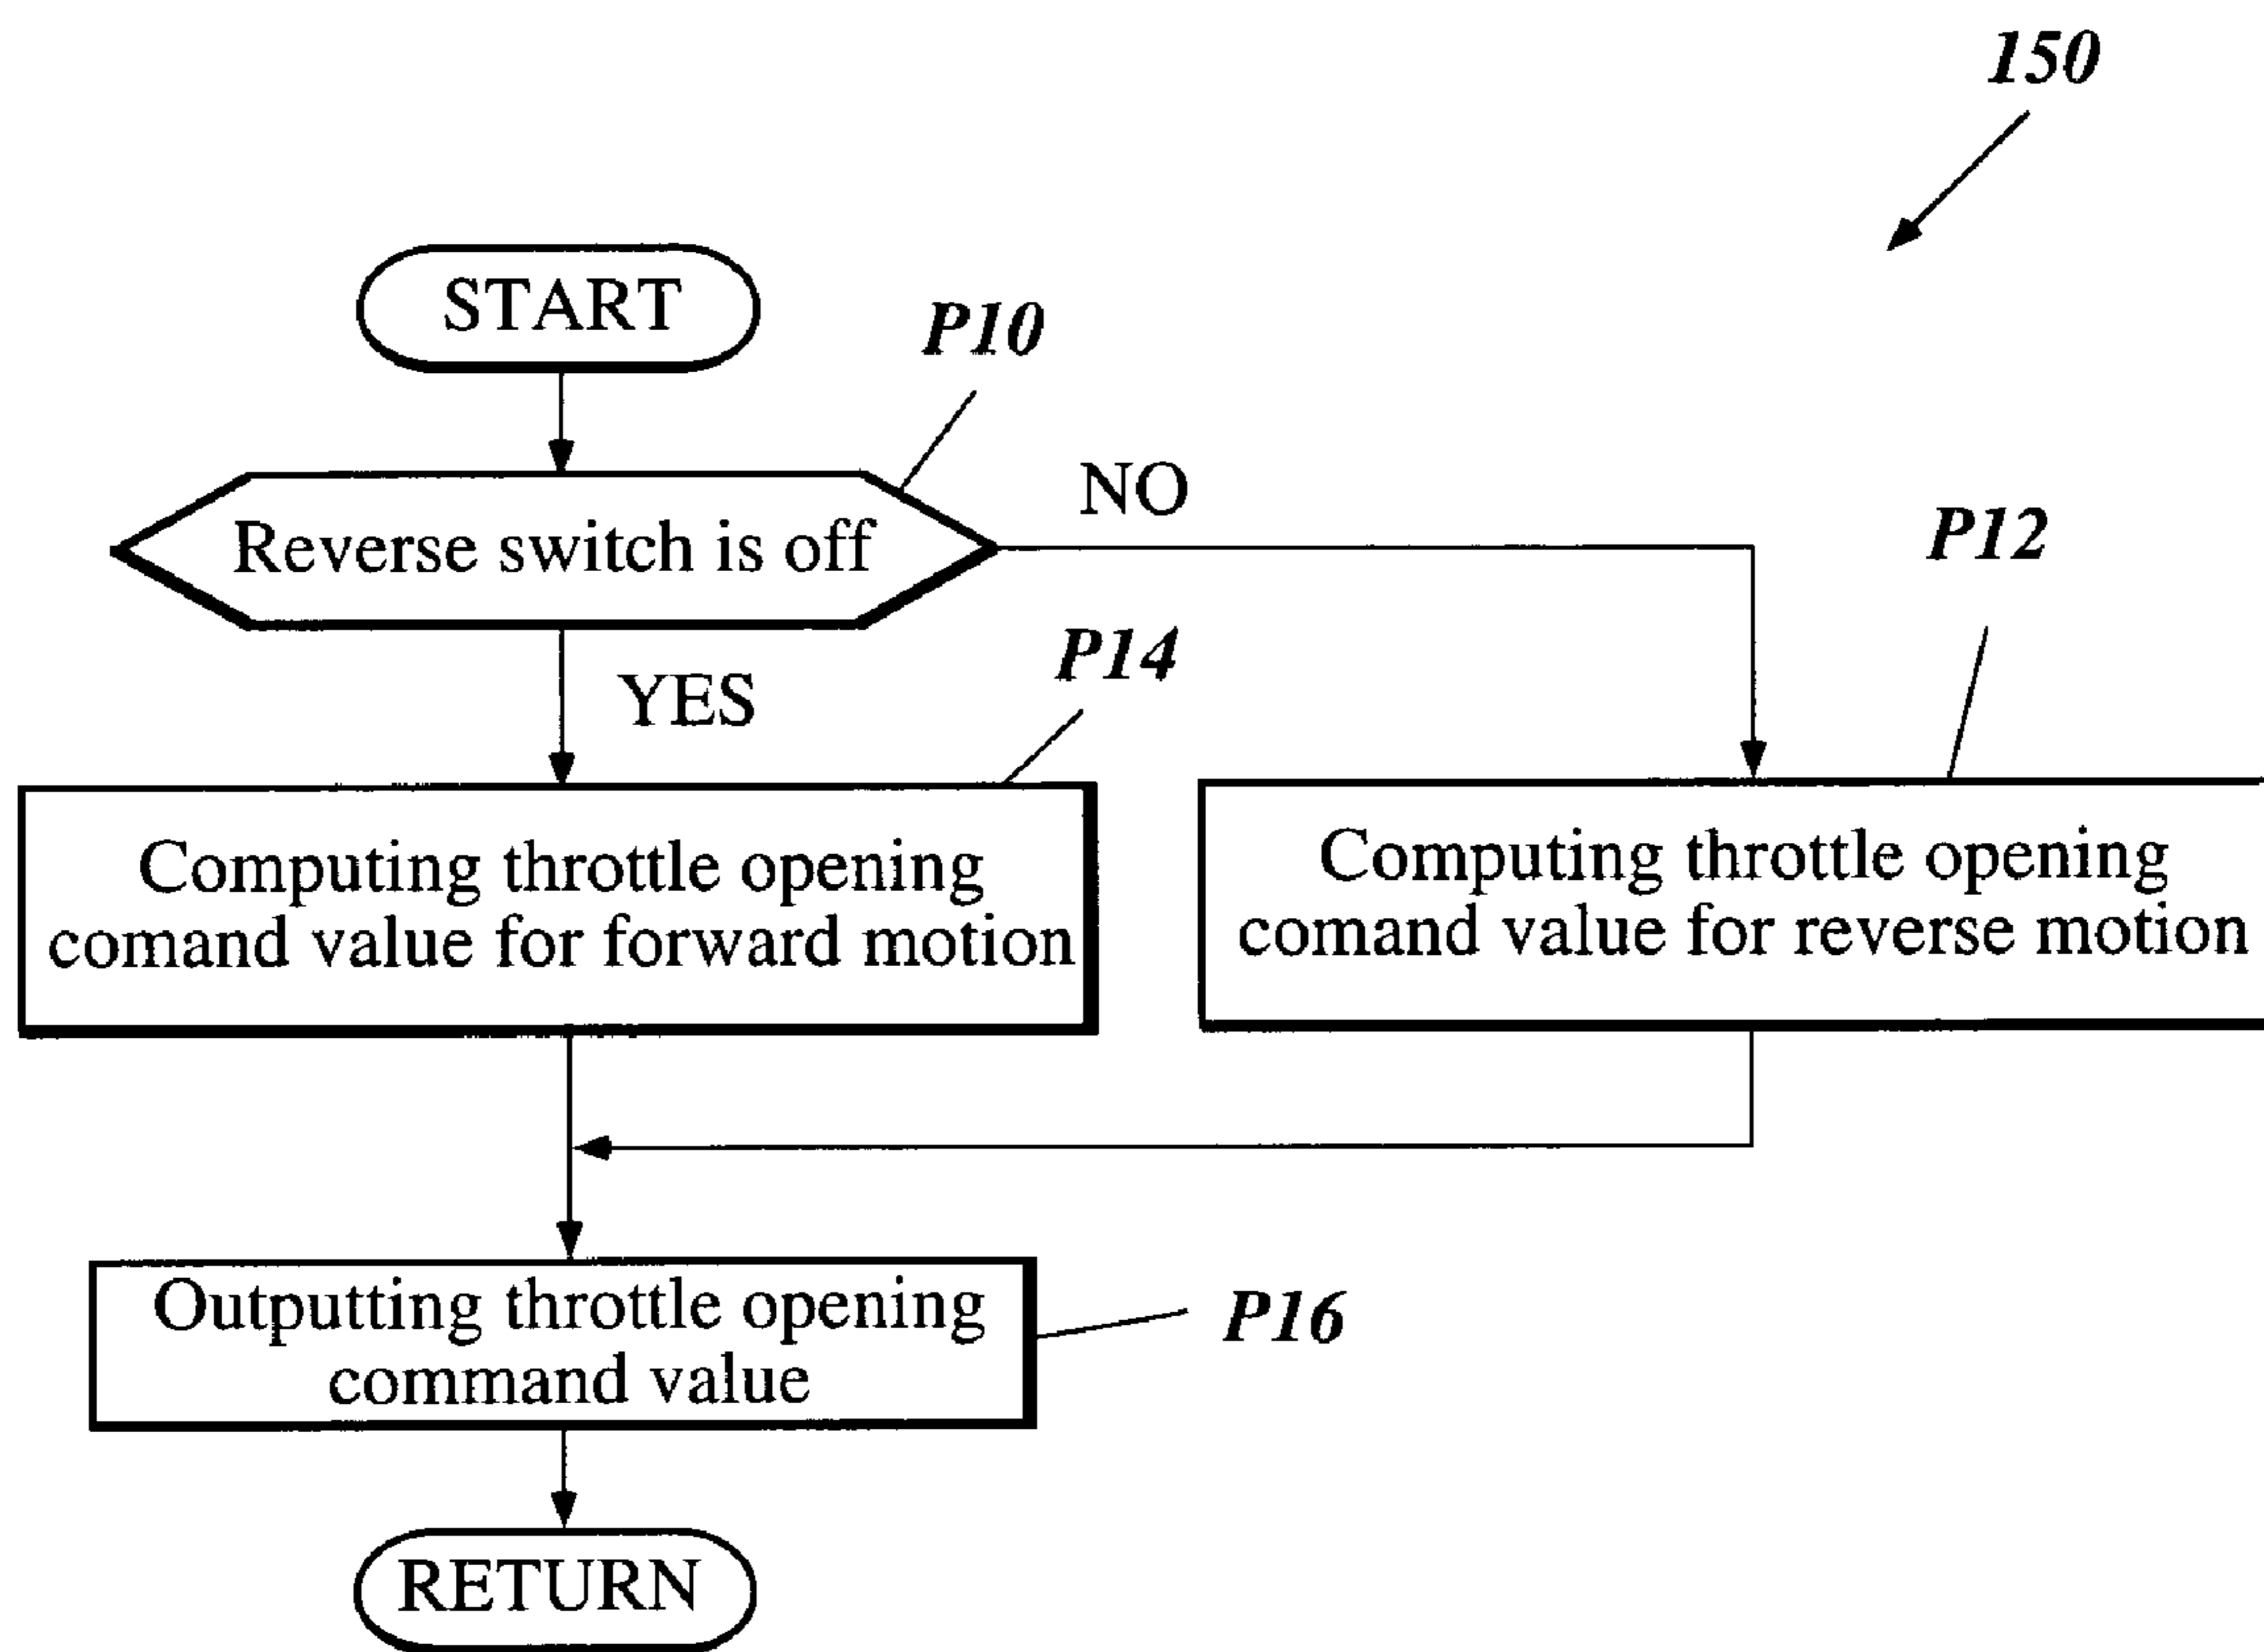 150
START
P10
Reverse switch is off
NO
P12
YES
P14
Computing throttle opening
comand value for forward motion
Computing throttle opening
comand value for reverse motion
Outputting throttle opening
command value
P16
RETURN